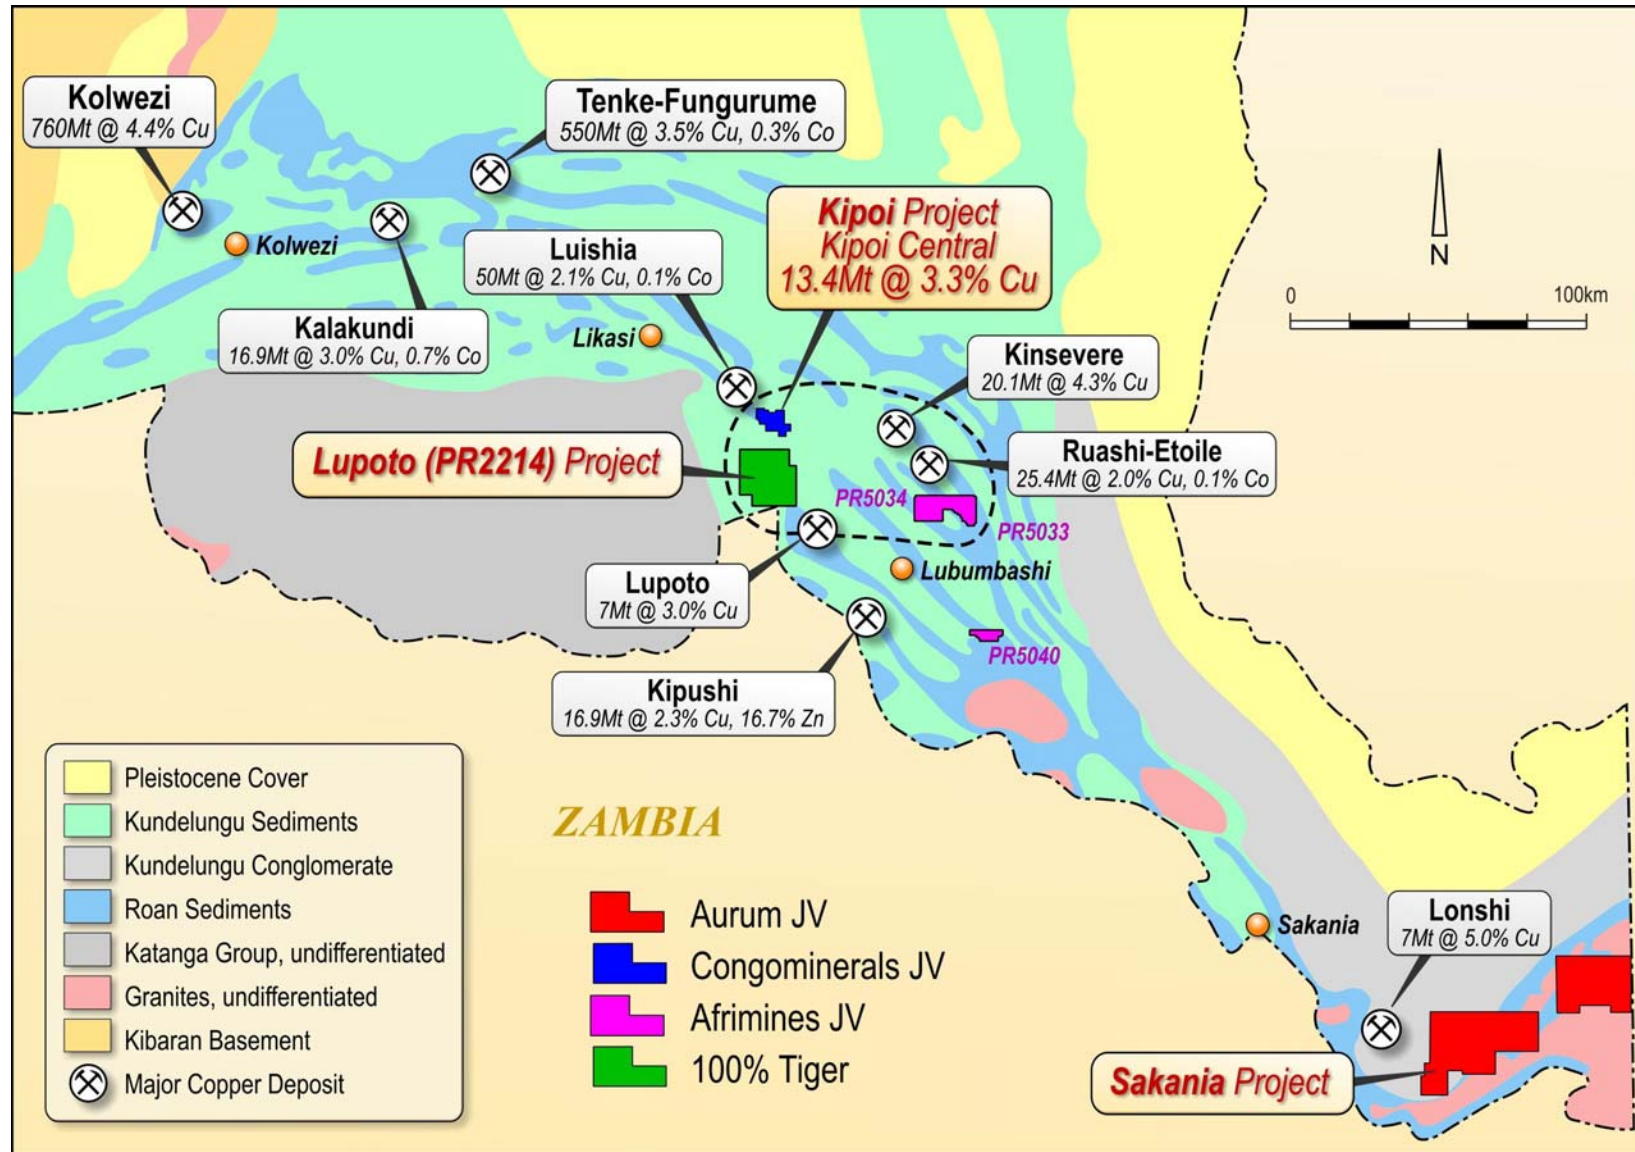 Kolwezi
760Mt @ 4.4% Cu
Tenke-Fungurume
550Mt @ 3.5% Cu, 0.3% Co
Kipoi Project
Kipoi Central
13.4Mt @ 3.3% Cu
Kolwezi
Luishia
50Mt @ 2.1% Cu, 0.1% Co
N
0
100km
Kalakundi
16.9Mt @ 3.0% Cu, 0.7% Co
Likasi
Kinsevere
20.1Mt @ 4.3% Cu
Lupoto (PR2214) Project
Ruashi-Etoile
25.4Mt @ 2.0% Cu, 0.1% Co
PR5034
PR5033
Lupoto
7Mt @ 3.0% Cu
Lubumbashi
PR5040
Kipushi
16.9Mt @ 2.3% Cu, 16.7% Zn
Pleistocene Cover
Kundelungu Sediments
Kundelungu Conglomerate
Roan Sediments
Katanga Group, undifferentiated
Granites, undifferentiated
Kibaran Basement
Major Copper Deposit
ZAMBIA
Aurum JV
Congominerals JV
Afrimines JV
100% Tiger
Sakania
Lonshi
7Mt @ 5.0% Cu
Sakania Project